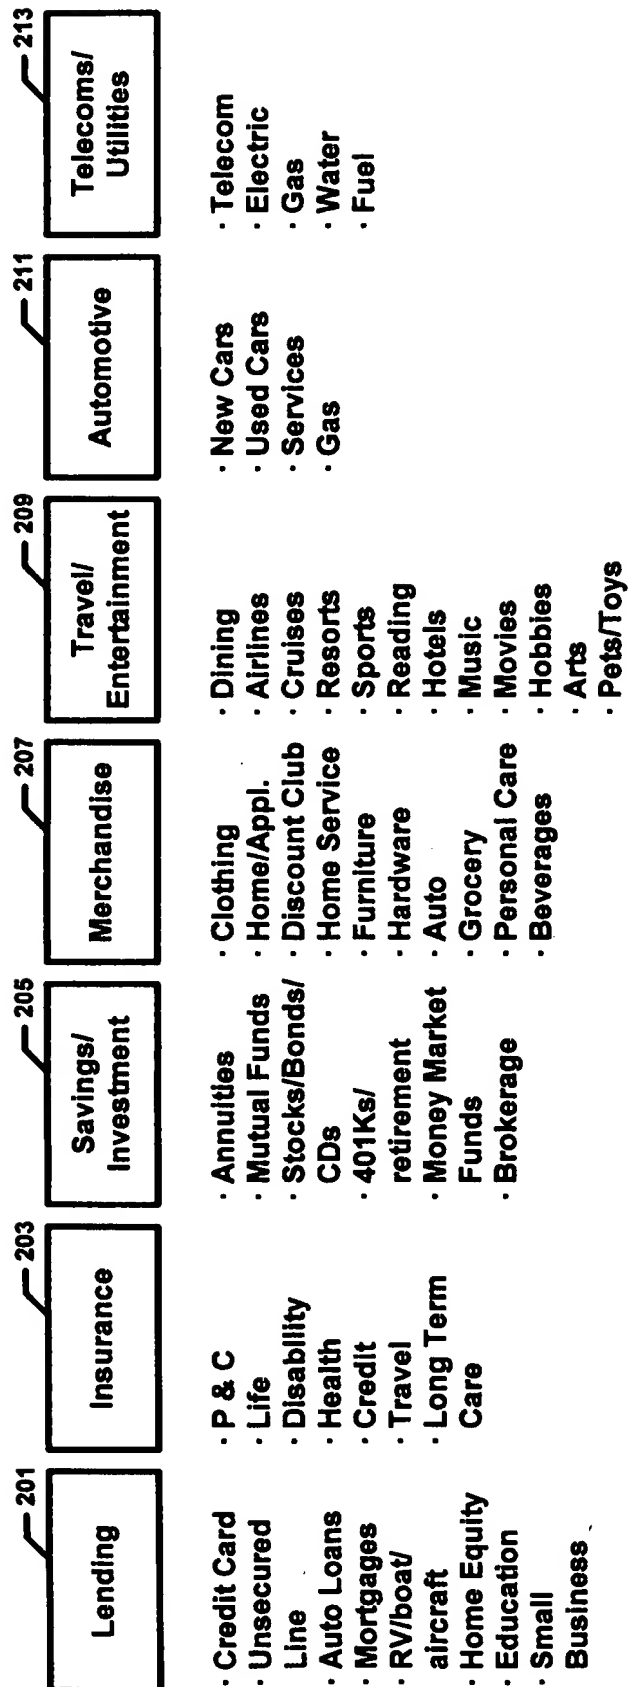 201
Lending
· Credit Card
· Unsecured
Line
· Auto Loans
· Mortgages
· RV/boat/
aircraft
· Home Equity
· Education
· Small
Business
203
Insurance
· P & C
· Life
· Disability
· Health
· Credit
· Travel
· Long Term
Care
205
Savings/
Investment
· Annuities
· Mutual Funds
· Stocks/Bonds/
CDs
· 401Ks/
retirement
· Money Market
Funds
· Brokerage
207
Merchandise
· Clothing
· Home/Appl.
· Discount Club
· Home Service
· Furniture
· Hardware
· Auto
· Grocery
· Personal Care
· Beverages
209
Travel/
Entertainment
· Dining
· Airlines
· Cruises
· Resorts
· Sports
· Reading
· Hotels
· Music
· Movies
· Hobbies
· Arts
· Pets/Toys
211
Automotive
· New Cars
· Used Cars
· Services
· Gas
213
Telecoms/
Utilities
· Telecom
· Electric
· Gas
· Water
· Fuel